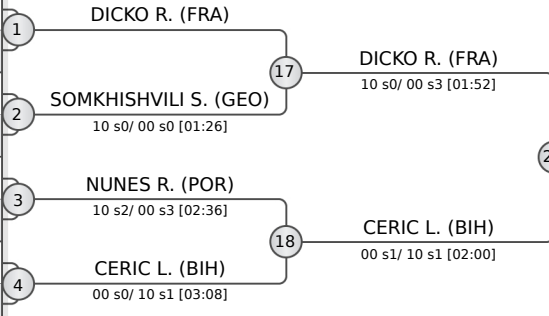 1
DICKO R. (FRA)
17
DICKO R. (FRA)
10 s0/ 00 s3 [01:52]
2
SOMKHISHVILI S. (GEO)
10 s0/ 00 s0 [01:26]
3
NUNES R. (POR)
10 s2/ 00 s3 [02:36]
18
CERIC L. (BIH)
00 s1/ 10 s1 [02:00]
4
CERIC L. (BIH)
00 s0/ 10 s1 [03:08]